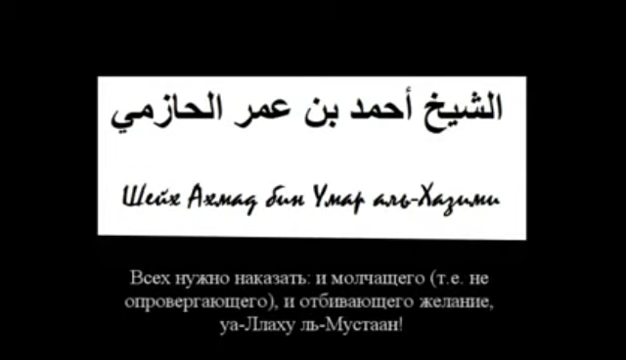 الشيخ أحمد بن عمر الحازمي
Шейх Ахмад бин Умар аль-Хазими
Всех нужно наказать: и молчащего (т.е. не
опровергающего), и отбивающего желание,
уа-Ллаху ль-Мустаан!